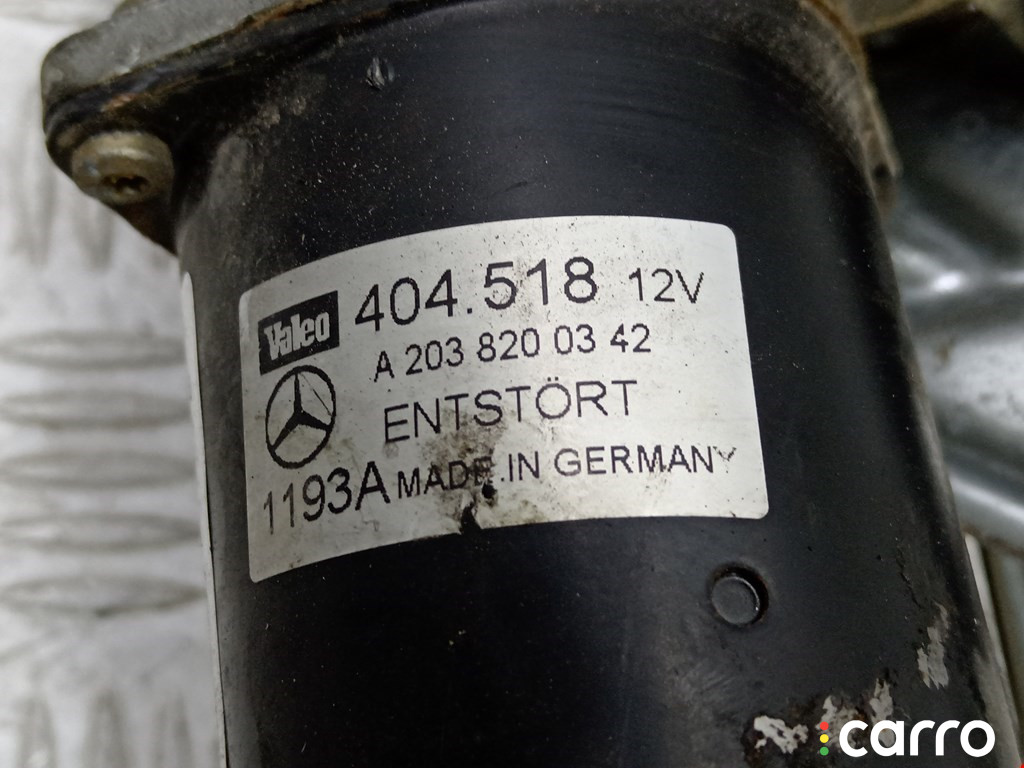 Valeo 404.518 12V
A 203 820 03 42
ENTSTÖRT
1193A MADE IN GERMANY
carro